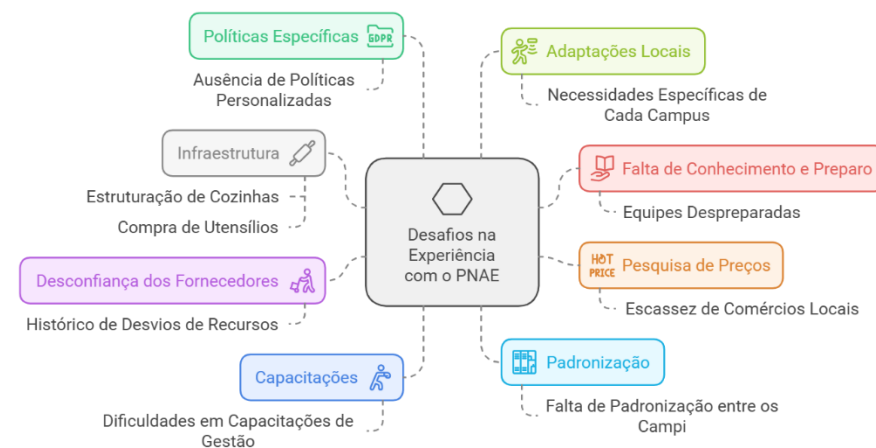 Políticas Específicas
GDPR
Ausência de Políticas
Personalizadas
Adaptações Locais
Necessidades Específicas de
Cada Campus
Infraestrutura
Estruturação de Cozinhas
Compra de Utensílios
Falta de Conhecimento e Preparo
Equipes Despreparadas
Desafios na
Experiência
com o PNAE
Desconfiança dos Fornecedores
Histórico de Desvios de Recursos
HOT
PRICE
Pesquisa de Preços
Escassez de Comércios Locais
Capacitações
Dificuldades em Capacitações de
Gestão
Padronização
Falta de Padronização entre os
Campi